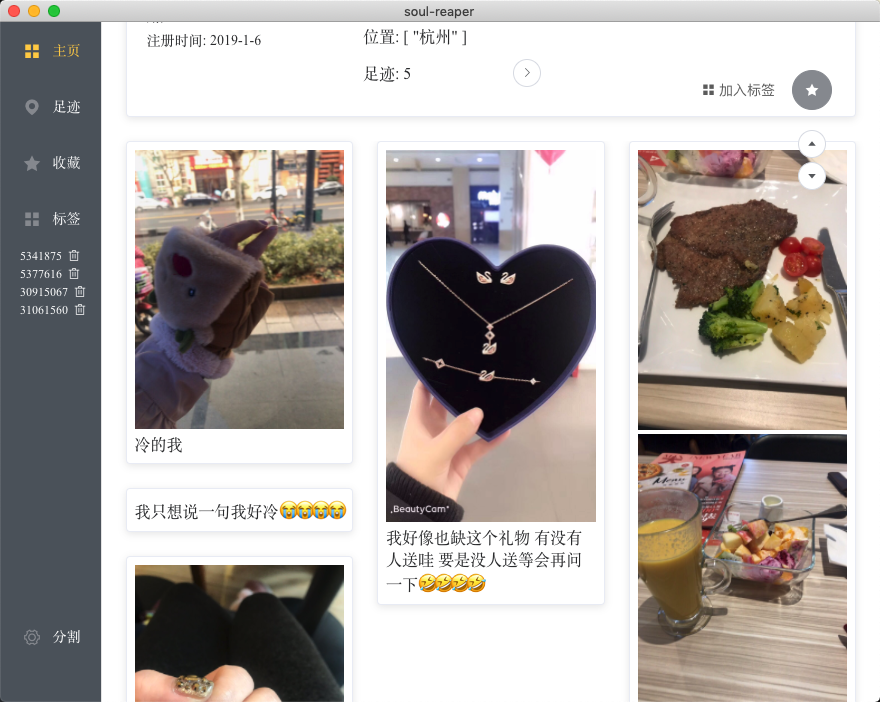 soul-reaper
主页
足迹
收藏
标签
5341875
5377616
30915067
31061560
分割
注册时间: 2019-1-6
位置: [ "杭州" ]
足迹: 5
加入标签
冷的我
我只想说一句我好冷😭😭😭😭
.BeautyCam*
我好像也缺这个礼物 有没有
人送哇 要是没人送等会再问
一下🤣🤣🤣🤣
Menu